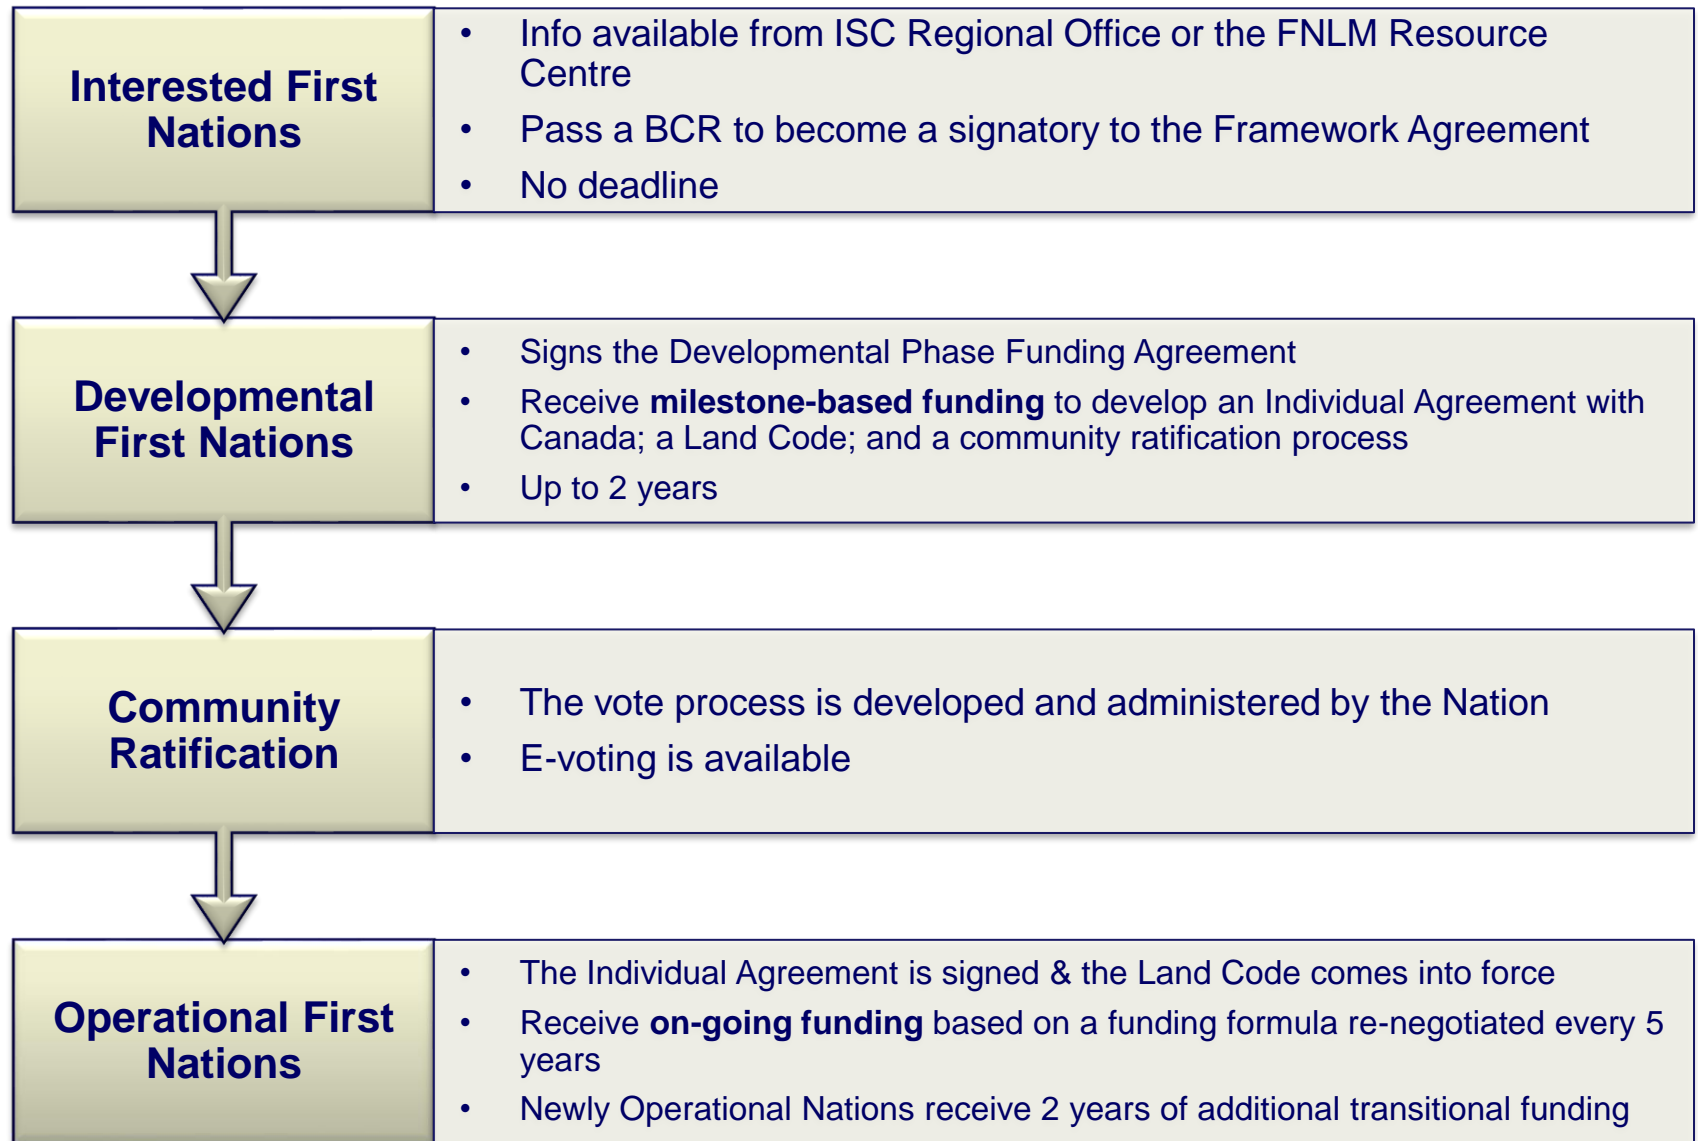 Interested First
Nations
• Info available from ISC Regional Office or the FNLM Resource
Centre
• Pass a BCR to become a signatory to the Framework Agreement
• No deadline
Developmental
First Nations
• Signs the Developmental Phase Funding Agreement
• Receive milestone-based funding to develop an Individual Agreement with
Canada; a Land Code; and a community ratification process
• Up to 2 years
Community
Ratification
• The vote process is developed and administered by the Nation
• E-voting is available
Operational First
Nations
• The Individual Agreement is signed & the Land Code comes into force
• Receive on-going funding based on a funding formula re-negotiated every 5
years
• Newly Operational Nations receive 2 years of additional transitional funding